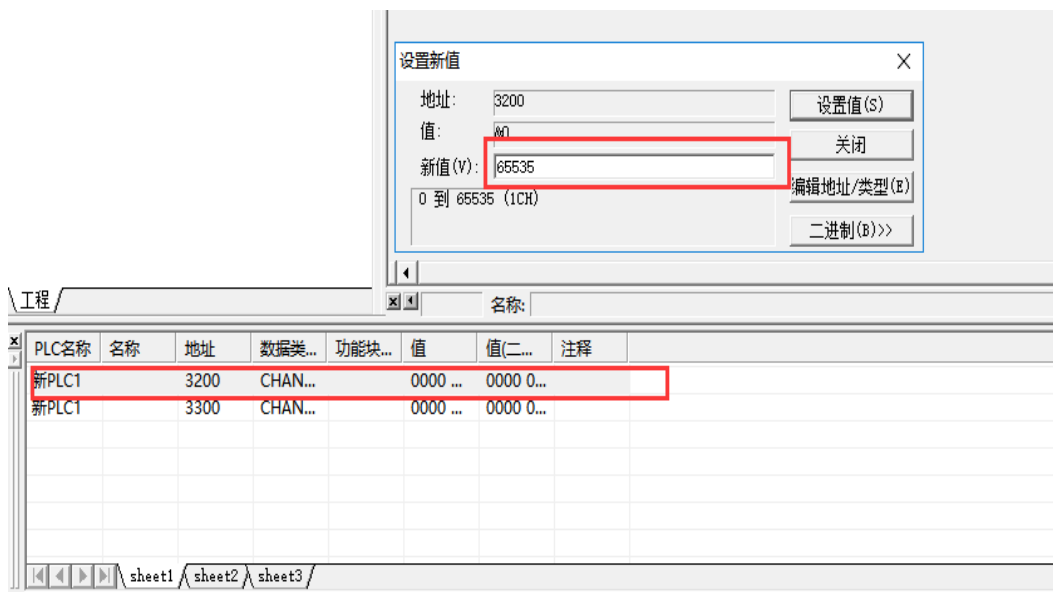 设置新值
地址: 3200 设置值(S)
值: &0 关闭
新值(V): 65535 编辑地址/类型(E)
0 到 65535 (1CH)
二进制(B)>>
工程 名称:
PLC名称 名称 地址 数据类... 功能块... 值 值(二... 注释
新PLC1 3200 CHAN... 0000 ... 0000 0...
新PLC1 3300 CHAN... 0000 ... 0000 0...
sheet1 sheet2 sheet3